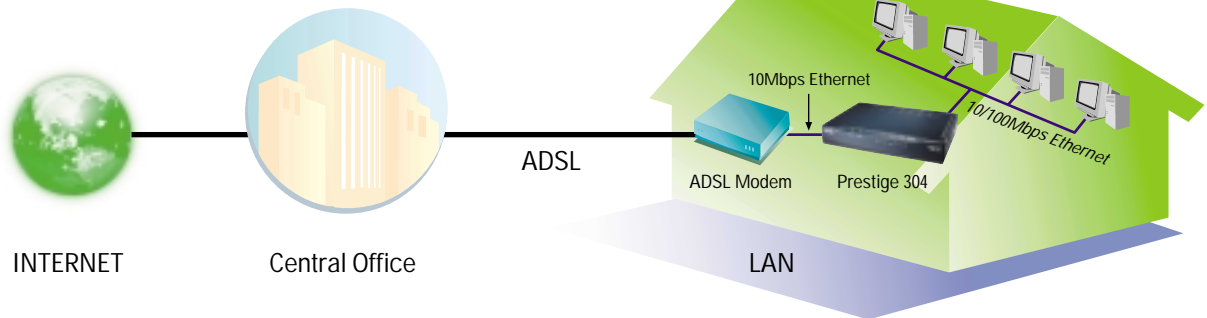 10Mbps Ethernet
10/100Mbps Ethernet
ADSL
ADSL Modem
Prestige 304
INTERNET
Central Office
LAN